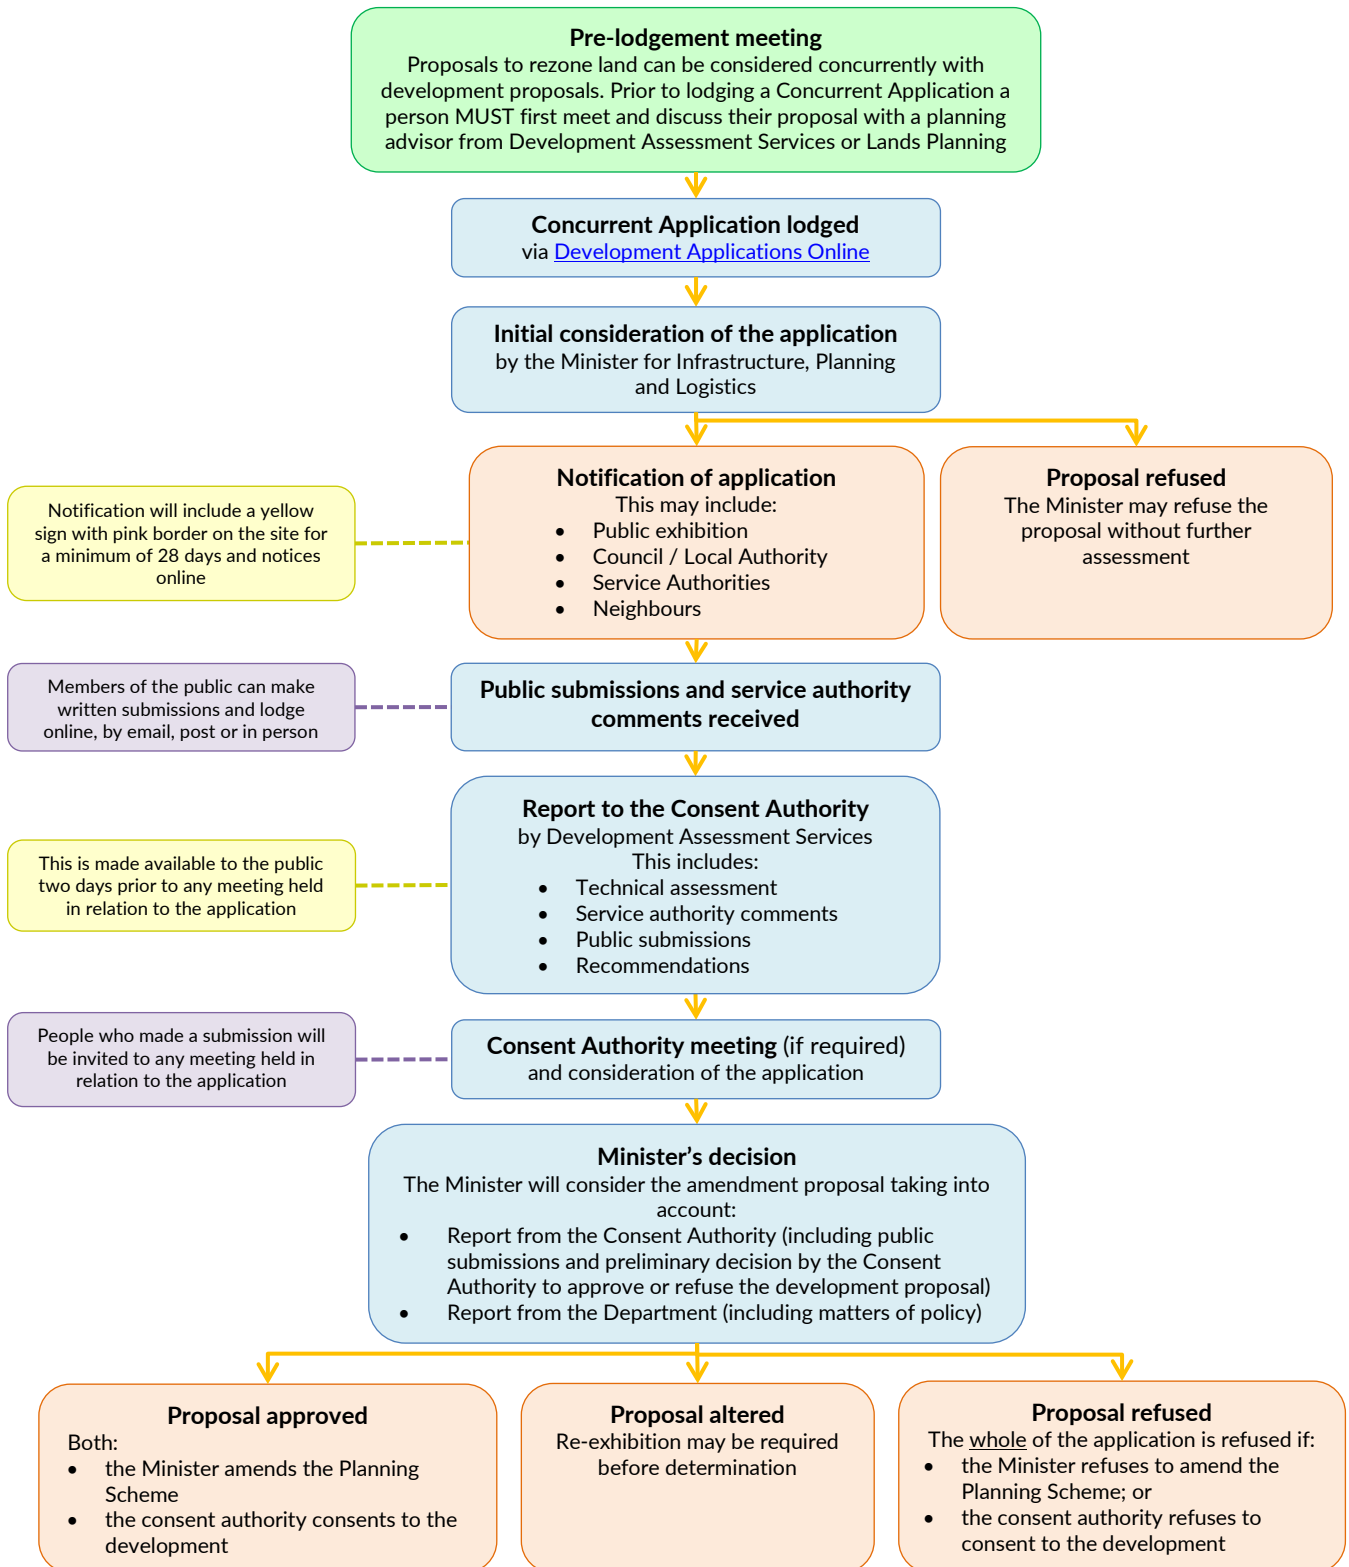 Pre-lodgement meeting
Proposals to rezone land can be considered concurrently with
development proposals. Prior to lodging a Concurrent Application a
person MUST first meet and discuss their proposal with a planning
advisor from Development Assessment Services or Lands Planning
Concurrent Application lodged
via Development Applications Online
Initial consideration of the application
by the Minister for Infrastructure, Planning
and Logistics
Notification of application
This may include:
• Public exhibition
• Council / Local Authority
• Service Authorities
• Neighbours
Proposal refused
The Minister may refuse the
proposal without further
assessment
Notification will include a yellow
sign with pink border on the site for
a minimum of 28 days and notices
online
Members of the public can make
written submissions and lodge
online, by email, post or in person
Public submissions and service authority
comments received
Report to the Consent Authority
by Development Assessment Services
This includes:
• Technical assessment
• Service authority comments
• Public submissions
• Recommendations
This is made available to the public
two days prior to any meeting held
in relation to the application
People who made a submission will
be invited to any meeting held in
relation to the application
Consent Authority meeting (if required)
and consideration of the application
Minister’s decision
The Minister will consider the amendment proposal taking into
account:
• Report from the Consent Authority (including public
submissions and preliminary decision by the Consent
Authority to approve or refuse the development proposal)
• Report from the Department (including matters of policy)
Proposal approved
Both:
• the Minister amends the Planning
Scheme
• the consent authority consents to the
development
Proposal altered
Re-exhibition may be required
before determination
Proposal refused
The whole of the application is refused if:
• the Minister refuses to amend the
Planning Scheme; or
• the consent authority refuses to
consent to the development